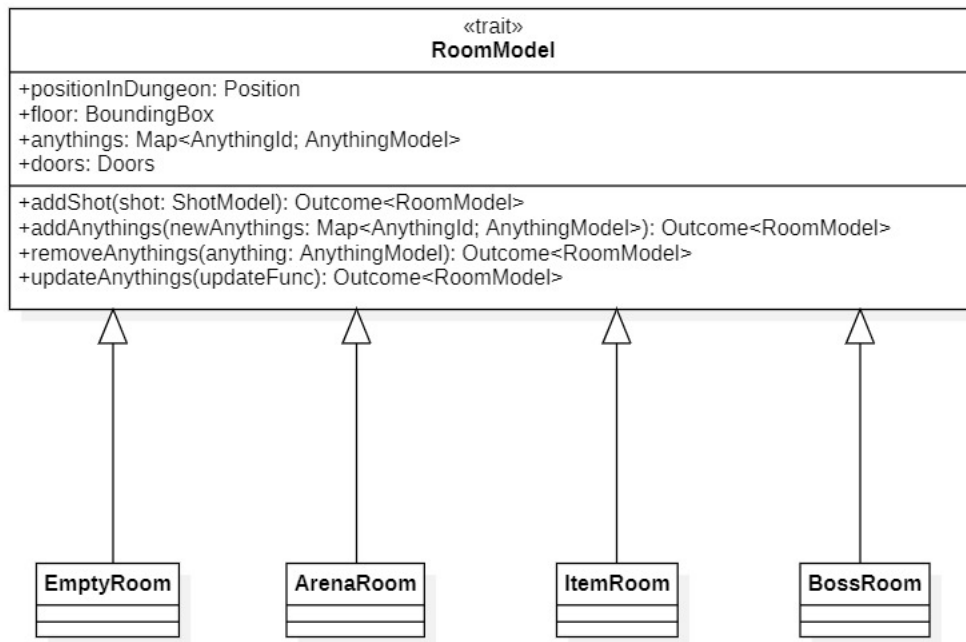 «trait»
RoomModel
+positionInDungeon: Position
+floor: BoundingBox
+anythings: Map<AnythingId; AnythingModel>
+doors: Doors
+addShot(shot: ShotModel): Outcome<RoomModel>
+addAnythings(newAnythings: Map<AnythingId; AnythingModel>): Outcome<RoomModel>
+removeAnythings(anything: AnythingModel): Outcome<RoomModel>
+updateAnythings(updateFunc): Outcome<RoomModel>
EmptyRoom
ArenaRoom
ItemRoom
BossRoom